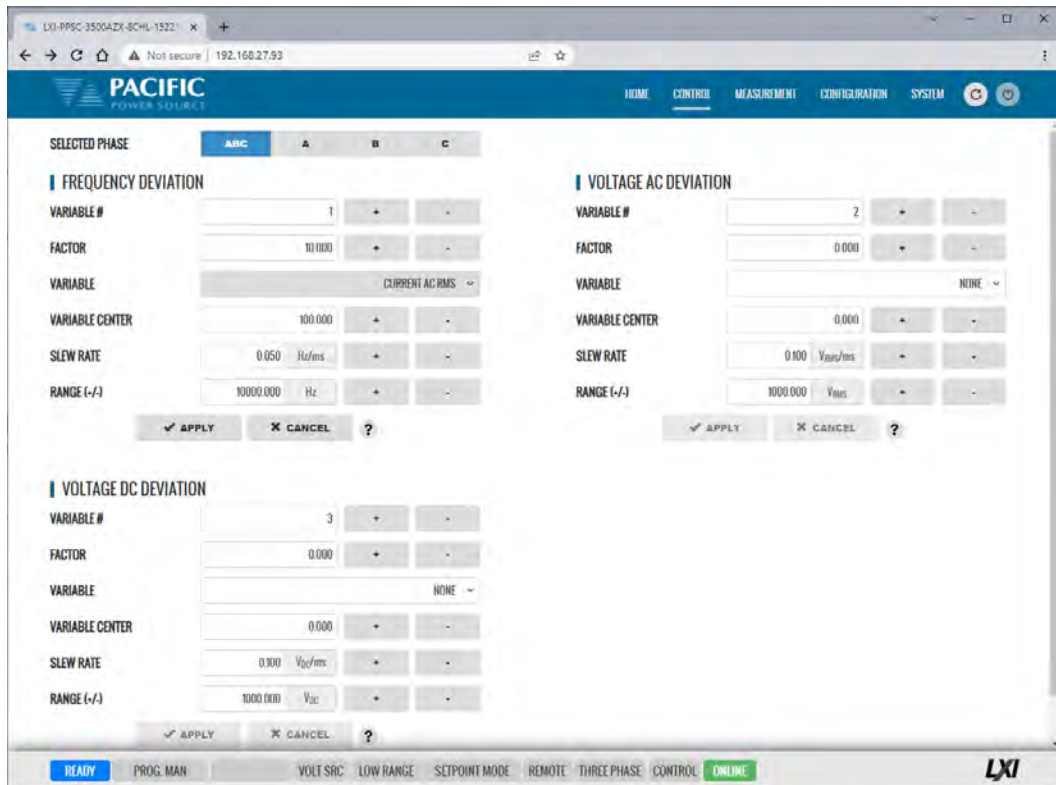 LXI-PPSC-3500AZX-SCHL-1522
Not secure 192.168.27.93
PACIFIC
POWER SOURCE
HOME CONTROL MEASUREMENT CONFIGURATION SYSTEM
SELECTED PHASE ABC A B C
FREQUENCY DEVIATION
VARIABLE # 1 + -
FACTOR 10.000 + -
VARIABLE CURRENT AC RMS
VARIABLE CENTER 100.000 + -
SLEW RATE 0.050 Hz/ms + -
RANGE (+/-) 10000.000 Hz + -
✔ APPLY ✖ CANCEL ?
VOLTAGE AC DEVIATION
VARIABLE # 2 + -
FACTOR 0.000 + -
VARIABLE NONE
VARIABLE CENTER 0.000 + -
SLEW RATE 0.100 VRMS/ms + -
RANGE (+/-) 1000.000 VRMS + -
✔ APPLY ✖ CANCEL ?
VOLTAGE DC DEVIATION
VARIABLE # 3 + -
FACTOR 0.000 + -
VARIABLE NONE
VARIABLE CENTER 0.000 + -
SLEW RATE 0.100 VDC/ms + -
RANGE (+/-) 1000.000 VDC + -
✔ APPLY ✖ CANCEL ?
READY PROG. MAN VOLT SRC LOW RANGE SETPOINT MODE REMOTE THREE PHASE CONTROL ONLINE LXI